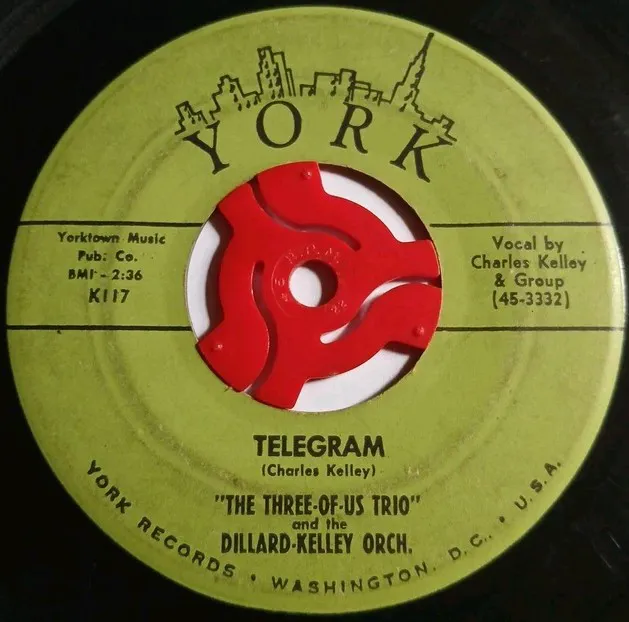 YORK
Yorktown Music
Pub. Co.
BMI - 2:36
K117
Vocal by
Charles Kelley
& Group
(45-3332)
TELEGRAM
(Charles Kelley)
"THE THREE-OF-US TRIO"
and the
DILLARD-KELLEY ORCH.
YORK RECORDS • WASHINGTON, D.C., • U.S.A.